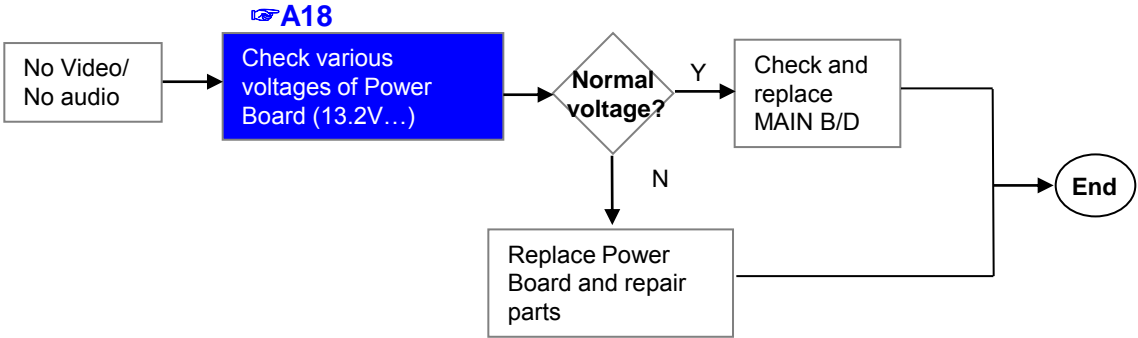 ☞A18
No Video/
No audio
Check various
voltages of Power
Board (13.2V…)
Normal
voltage?
Y
Check and
replace
MAIN B/D
N
Replace Power
Board and repair
parts
End